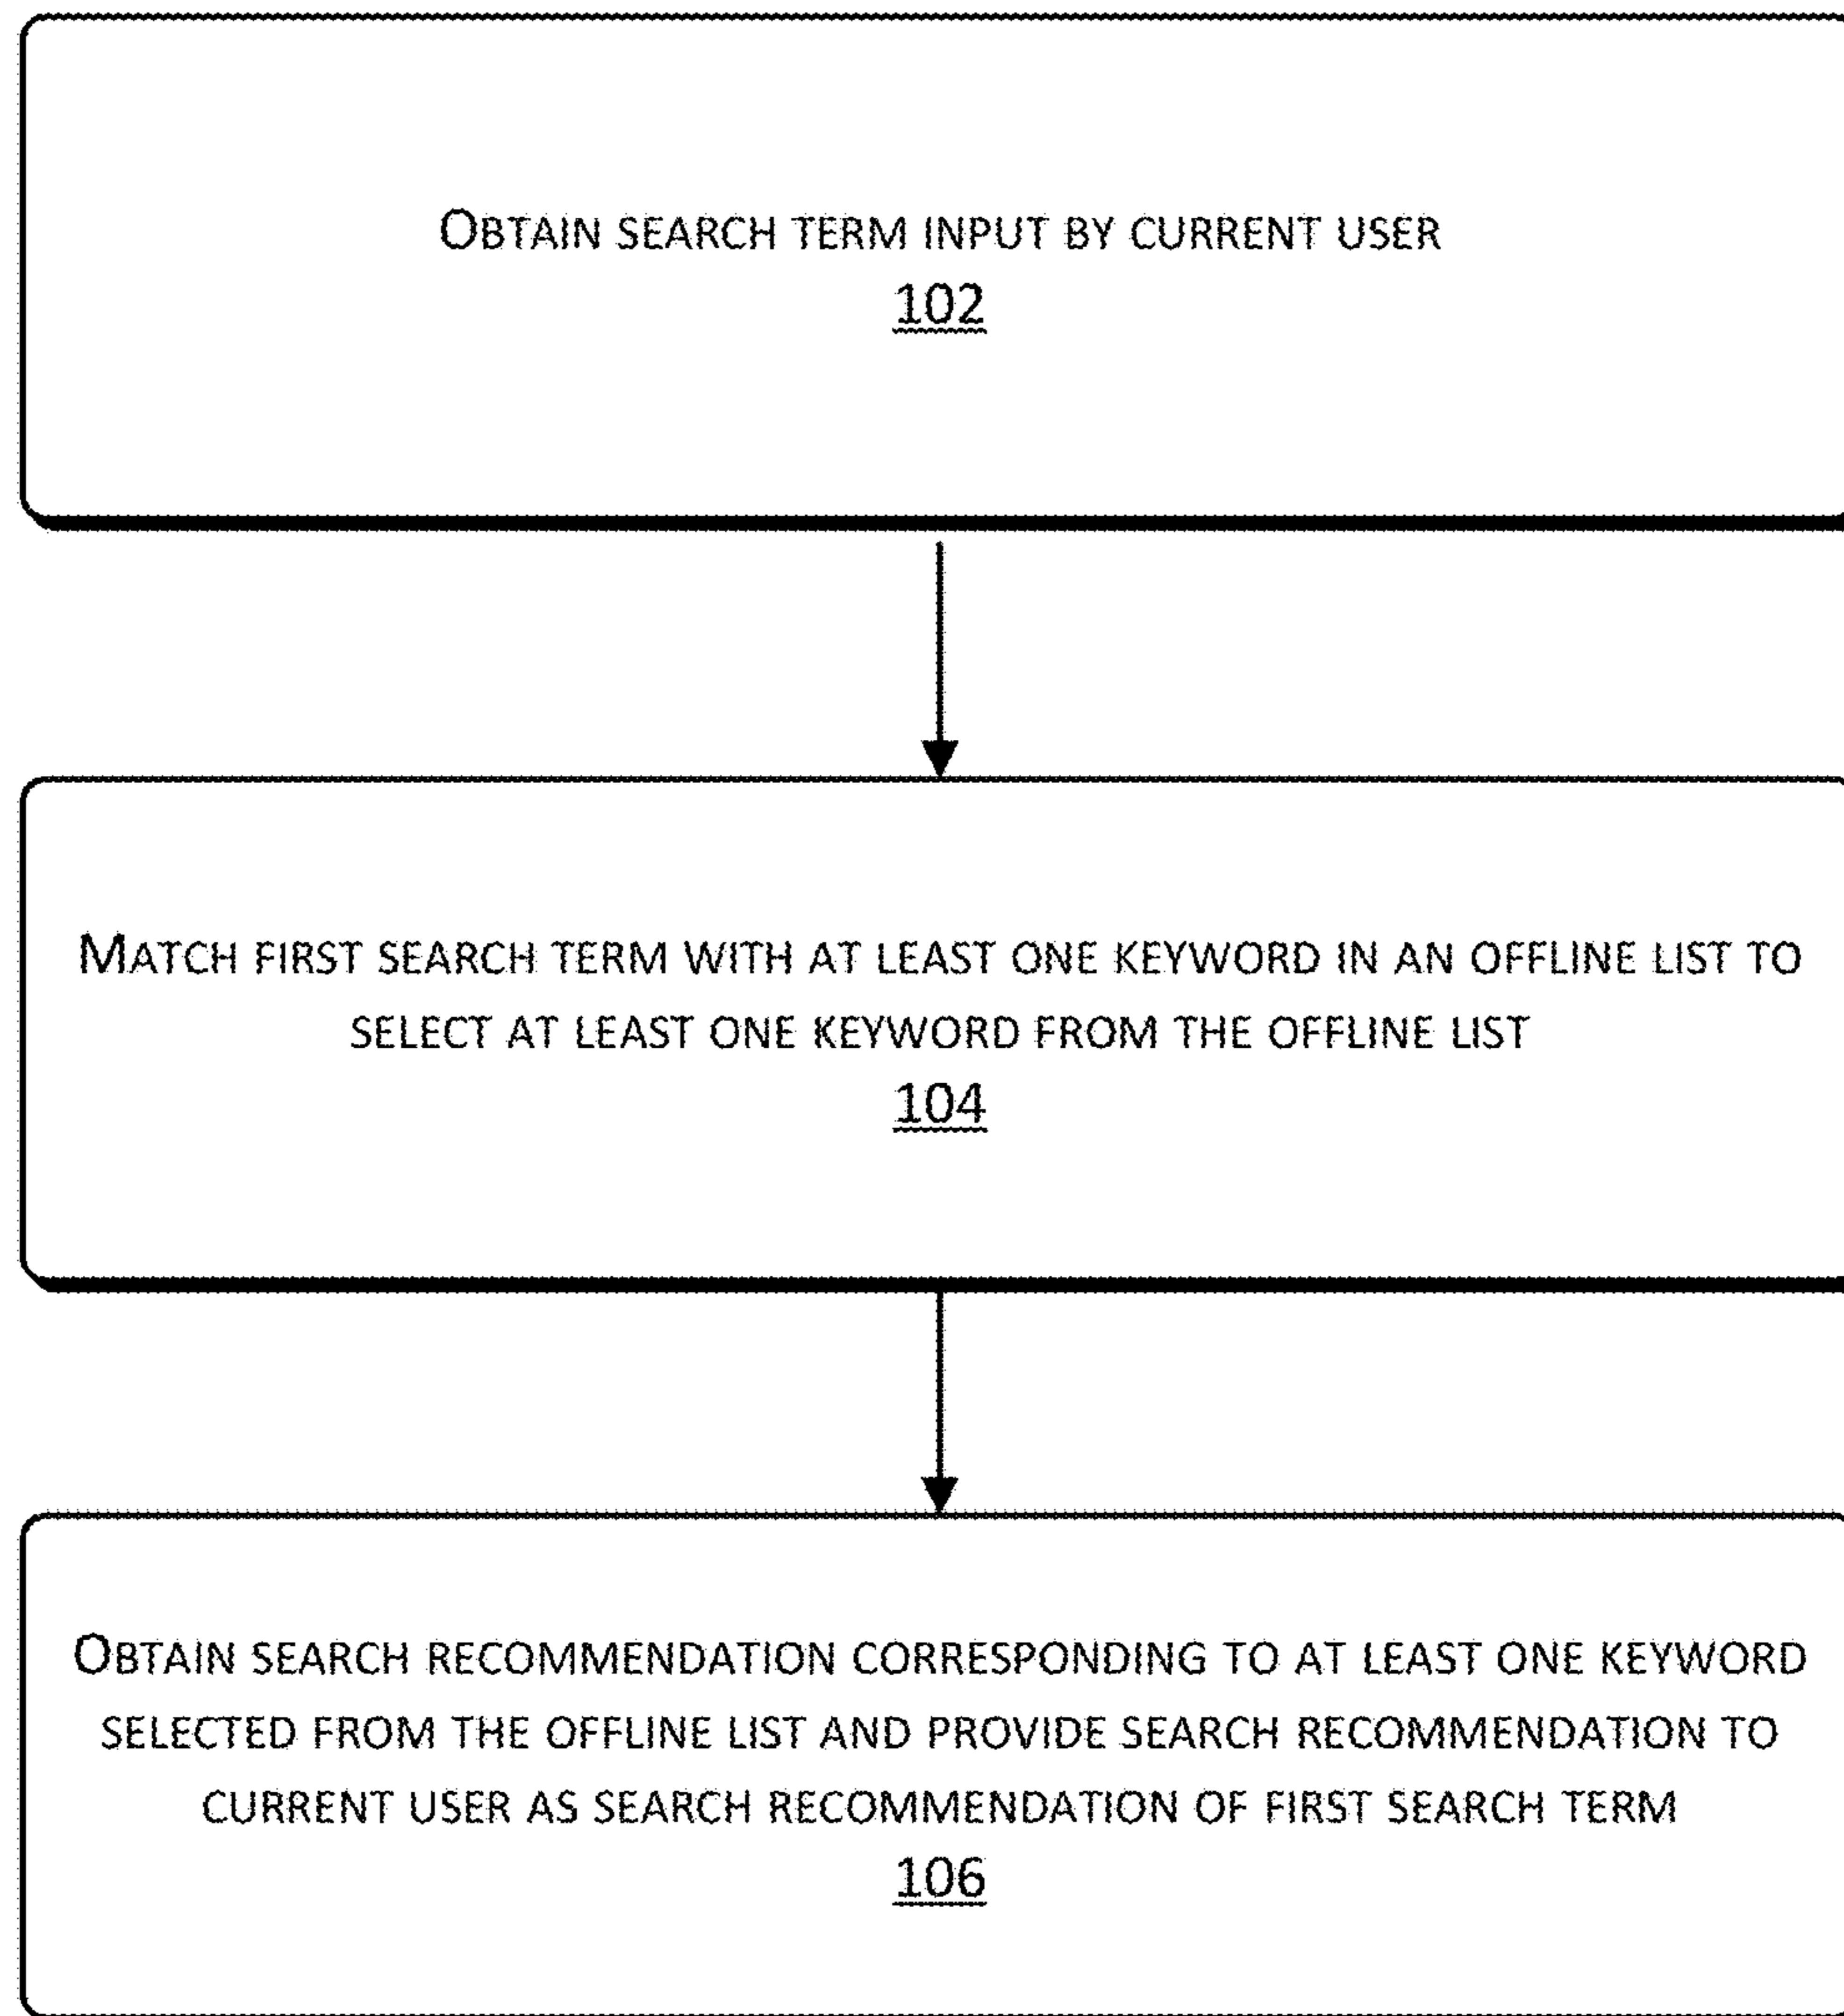 OBTAIN SEARCH TERM INPUT BY CURRENT USER
102
MATCH FIRST SEARCH TERM WITH AT LEAST ONE KEYWORD IN AN OFFLINE LIST TO
SELECT AT LEAST ONE KEYWORD FROM THE OFFLINE LIST
104
OBTAIN SEARCH RECOMMENDATION CORRESPONDING TO AT LEAST ONE KEYWORD
SELECTED FROM THE OFFLINE LIST AND PROVIDE SEARCH RECOMMENDATION TO
CURRENT USER AS SEARCH RECOMMENDATION OF FIRST SEARCH TERM
106